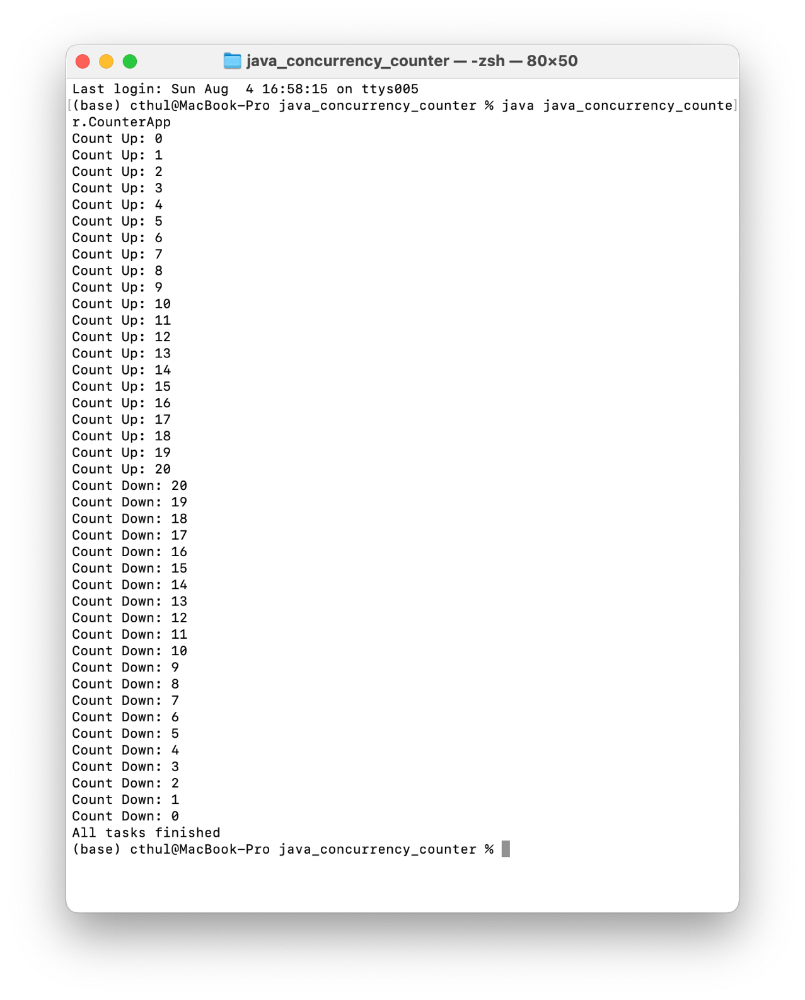 java_concurrency_counter — -zsh — 80×50
Last login: Sun Aug  4 16:58:15 on ttys005
[(base) cthul@MacBook-Pro java_concurrency_counter % java java_concurrency_counte]
r.CounterApp
Count Up: 0
Count Up: 1
Count Up: 2
Count Up: 3
Count Up: 4
Count Up: 5
Count Up: 6
Count Up: 7
Count Up: 8
Count Up: 9
Count Up: 10
Count Up: 11
Count Up: 12
Count Up: 13
Count Up: 14
Count Up: 15
Count Up: 16
Count Up: 17
Count Up: 18
Count Up: 19
Count Up: 20
Count Down: 20
Count Down: 19
Count Down: 18
Count Down: 17
Count Down: 16
Count Down: 15
Count Down: 14
Count Down: 13
Count Down: 12
Count Down: 11
Count Down: 10
Count Down: 9
Count Down: 8
Count Down: 7
Count Down: 6
Count Down: 5
Count Down: 4
Count Down: 3
Count Down: 2
Count Down: 1
Count Down: 0
All tasks finished
(base) cthul@MacBook-Pro java_concurrency_counter %